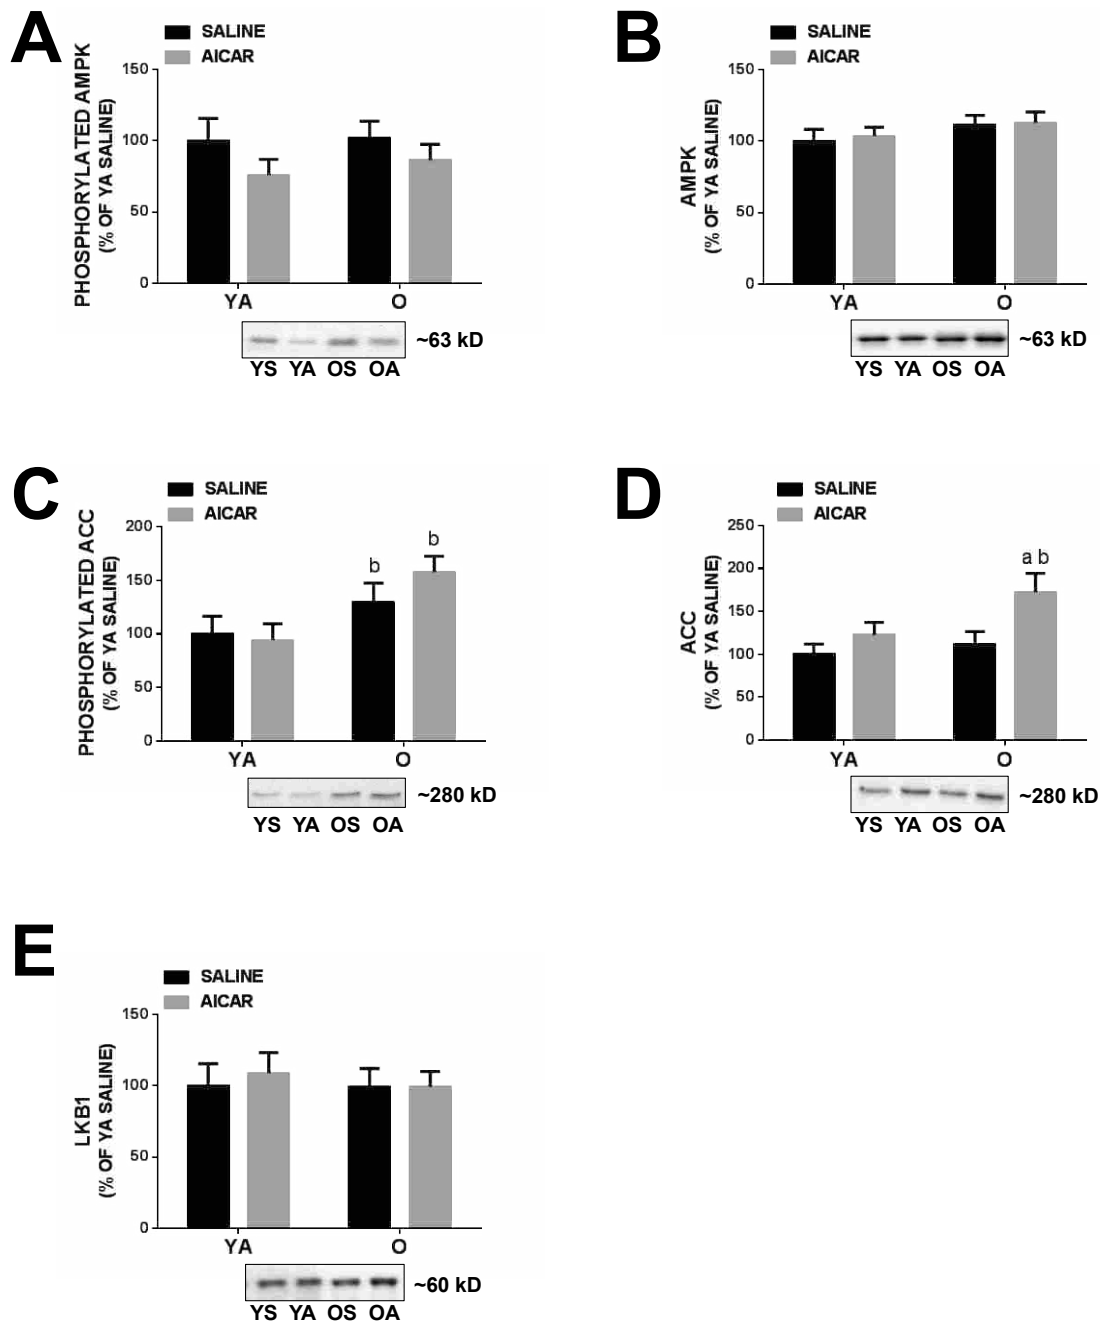 A
SALINE
AICAR
PHOSPHORYLATED AMPK
(% OF YA SALINE)
150
100
50
0
YA O
~63 kD
YS YA OS OA
B
SALINE
AICAR
AMPK
(% OF YA SALINE)
150
100
50
0
YA O
~63 kD
YS YA OS OA
C
SALINE
AICAR
PHOSPHORYLATED ACC
(% OF YA SALINE)
200
150
100
50
0
b b
YA O
~280 kD
YS YA OS OA
D
SALINE
AICAR
ACC
(% OF YA SALINE)
250
200
150
100
50
0
a b
YA O
~280 kD
YS YA OS OA
E
SALINE
AICAR
LKB1
(% OF YA SALINE)
150
100
50
0
YA O
~60 kD
YS YA OS OA